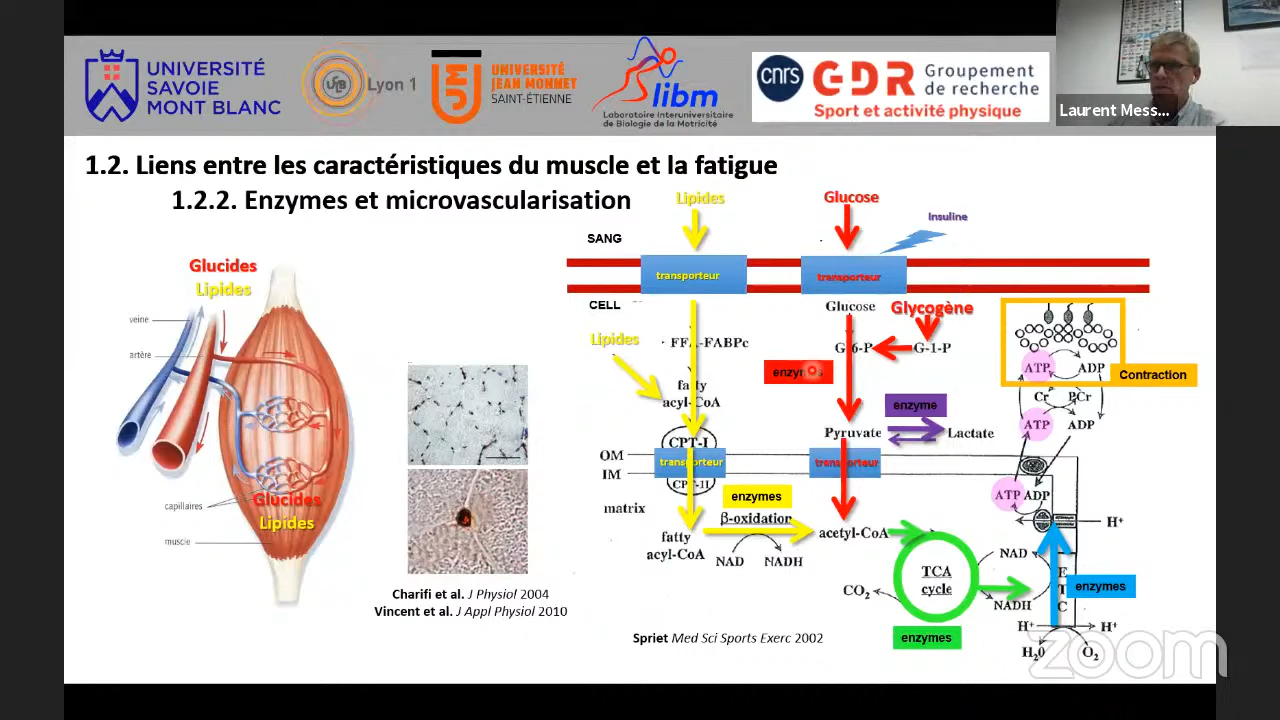 UNIVERSITÉ
SAVOIE
MONT BLANC
Lyon 1
UJM
UNIVERSITÉ
JEAN MONNET
SAINT-ÉTIENNE
libm
Laboratoire Interuniversitaire
de Biologie de la Motricité
cnrs
GDR
Groupement
de recherche
Sport et activité physique
Laurent Mess...
1.2. Liens entre les caractéristiques du muscle et la fatigue
1.2.2. Enzymes et microvascularisation
Lipides
Glucose
Insuline
SANG
transporteur
transporteur
CELL
Glucose
Glycogène
Glucides
Lipides
veine
artère
Lipides
FFA-FABPc
G-6-P
G-1-P
ATP
ADP
Contraction
enzymes
fatty
acyl-CoA
Cr
PCr
enzyme
ATP
ADP
Pyruvate
Lactate
CPT-I
OM
transporteur
transporteur
IM
CPT-II
capillaires
Glucides
Lipides
muscle
matrix
enzymes
ATP
ADP
β-oxidation
H⁺
fatty
acyl-CoA
acetyl-CoA
NAD
NADH
TCA
cycle
NAD
NADH
E
T
C
enzymes
CO₂
enzymes
H⁺
H⁺
H₂0
O₂
Charifi et al. J Physiol 2004
Vincent et al. J Appl Physiol 2010
Spriet Med Sci Sports Exerc 2002
zoom